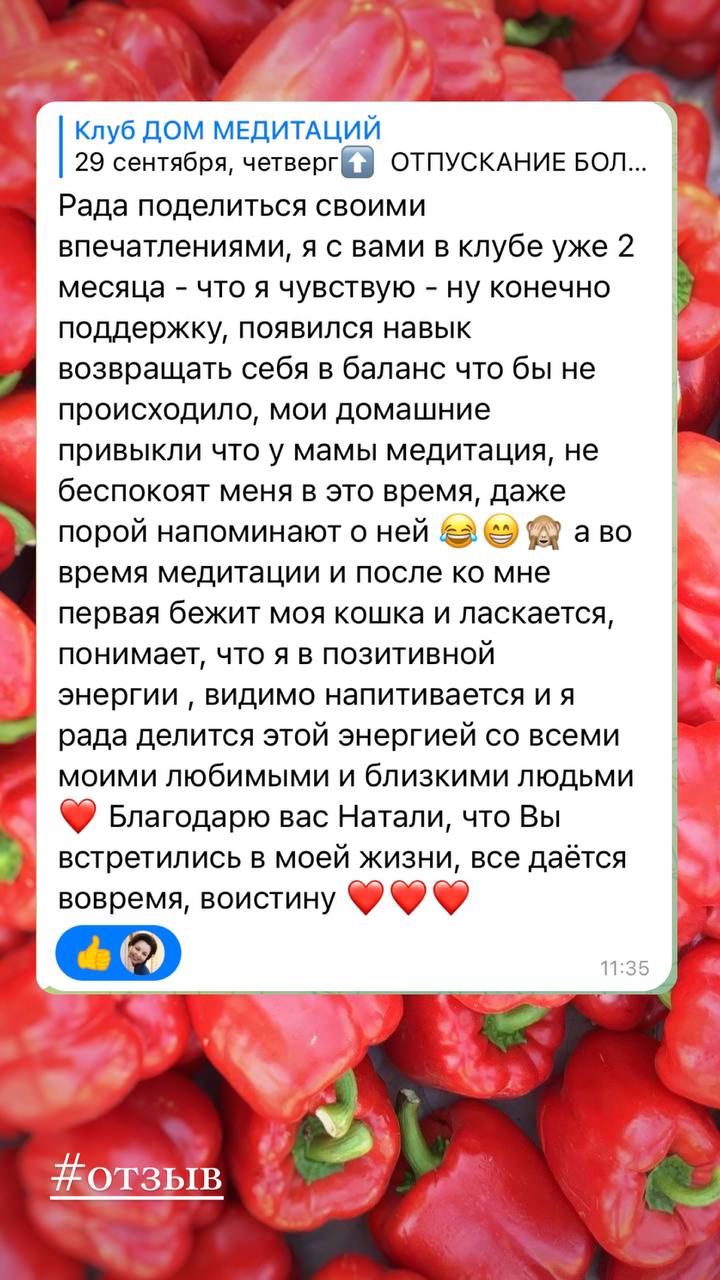 Клуб ДОМ МЕДИТАЦИЙ
29 сентября, четверг⬆️ ОТПУСКАНИЕ БОЛ...
Рада поделиться своими
впечатлениями, я с вами в клубе уже 2
месяца - что я чувствую - ну конечно
поддержку, появился навык
возвращать себя в баланс что бы не
происходило, мои домашние
привыкли что у мамы медитация, не
беспокоят меня в это время, даже
порой напоминают о ней 😂😁🙈 а во
время медитации и после ко мне
первая бежит моя кошка и ласкается,
понимает, что я в позитивной
энергии , видимо напитивается и я
рада делится этой энергией со всеми
моими любимыми и близкими людьми
❤️ Благодарю вас Натали, что Вы
встретились в моей жизни, все даётся
вовремя, воистину ❤️❤️❤️
👍
11:35
#отзыв